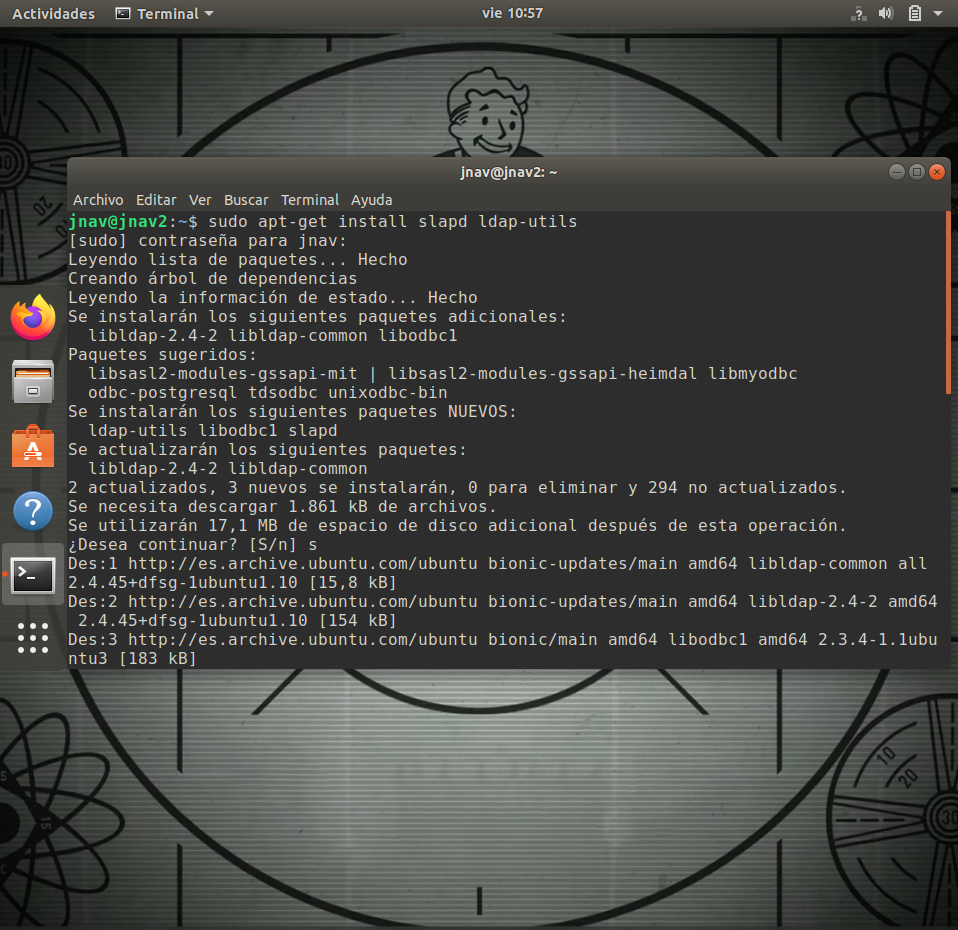 Actividades Terminal vie 10:57
jnav@jnav2: ~
Archivo Editar Ver Buscar Terminal Ayuda
jnav@jnav2:~$ sudo apt-get install slapd ldap-utils
[sudo] contraseña para jnav:
Leyendo lista de paquetes... Hecho
Creando árbol de dependencias
Leyendo la información de estado... Hecho
Se instalarán los siguientes paquetes adicionales:
  libldap-2.4-2 libldap-common libodbc1
Paquetes sugeridos:
  libsasl2-modules-gssapi-mit | libsasl2-modules-gssapi-heimdal libmyodbc
  odbc-postgresql tdsodbc unixodbc-bin
Se instalarán los siguientes paquetes NUEVOS:
  ldap-utils libodbc1 slapd
Se actualizarán los siguientes paquetes:
  libldap-2.4-2 libldap-common
2 actualizados, 3 nuevos se instalarán, 0 para eliminar y 294 no actualizados.
Se necesita descargar 1.861 kB de archivos.
Se utilizarán 17,1 MB de espacio de disco adicional después de esta operación.
¿Desea continuar? [S/n] s
Des:1 http://es.archive.ubuntu.com/ubuntu bionic-updates/main amd64 libldap-common all
2.4.45+dfsg-1ubuntu1.10 [15,8 kB]
Des:2 http://es.archive.ubuntu.com/ubuntu bionic-updates/main amd64 libldap-2.4-2 amd64
 2.4.45+dfsg-1ubuntu1.10 [154 kB]
Des:3 http://es.archive.ubuntu.com/ubuntu bionic/main amd64 libodbc1 amd64 2.3.4-1.1ubu
ntu3 [183 kB]
20
10
10
20
30
15